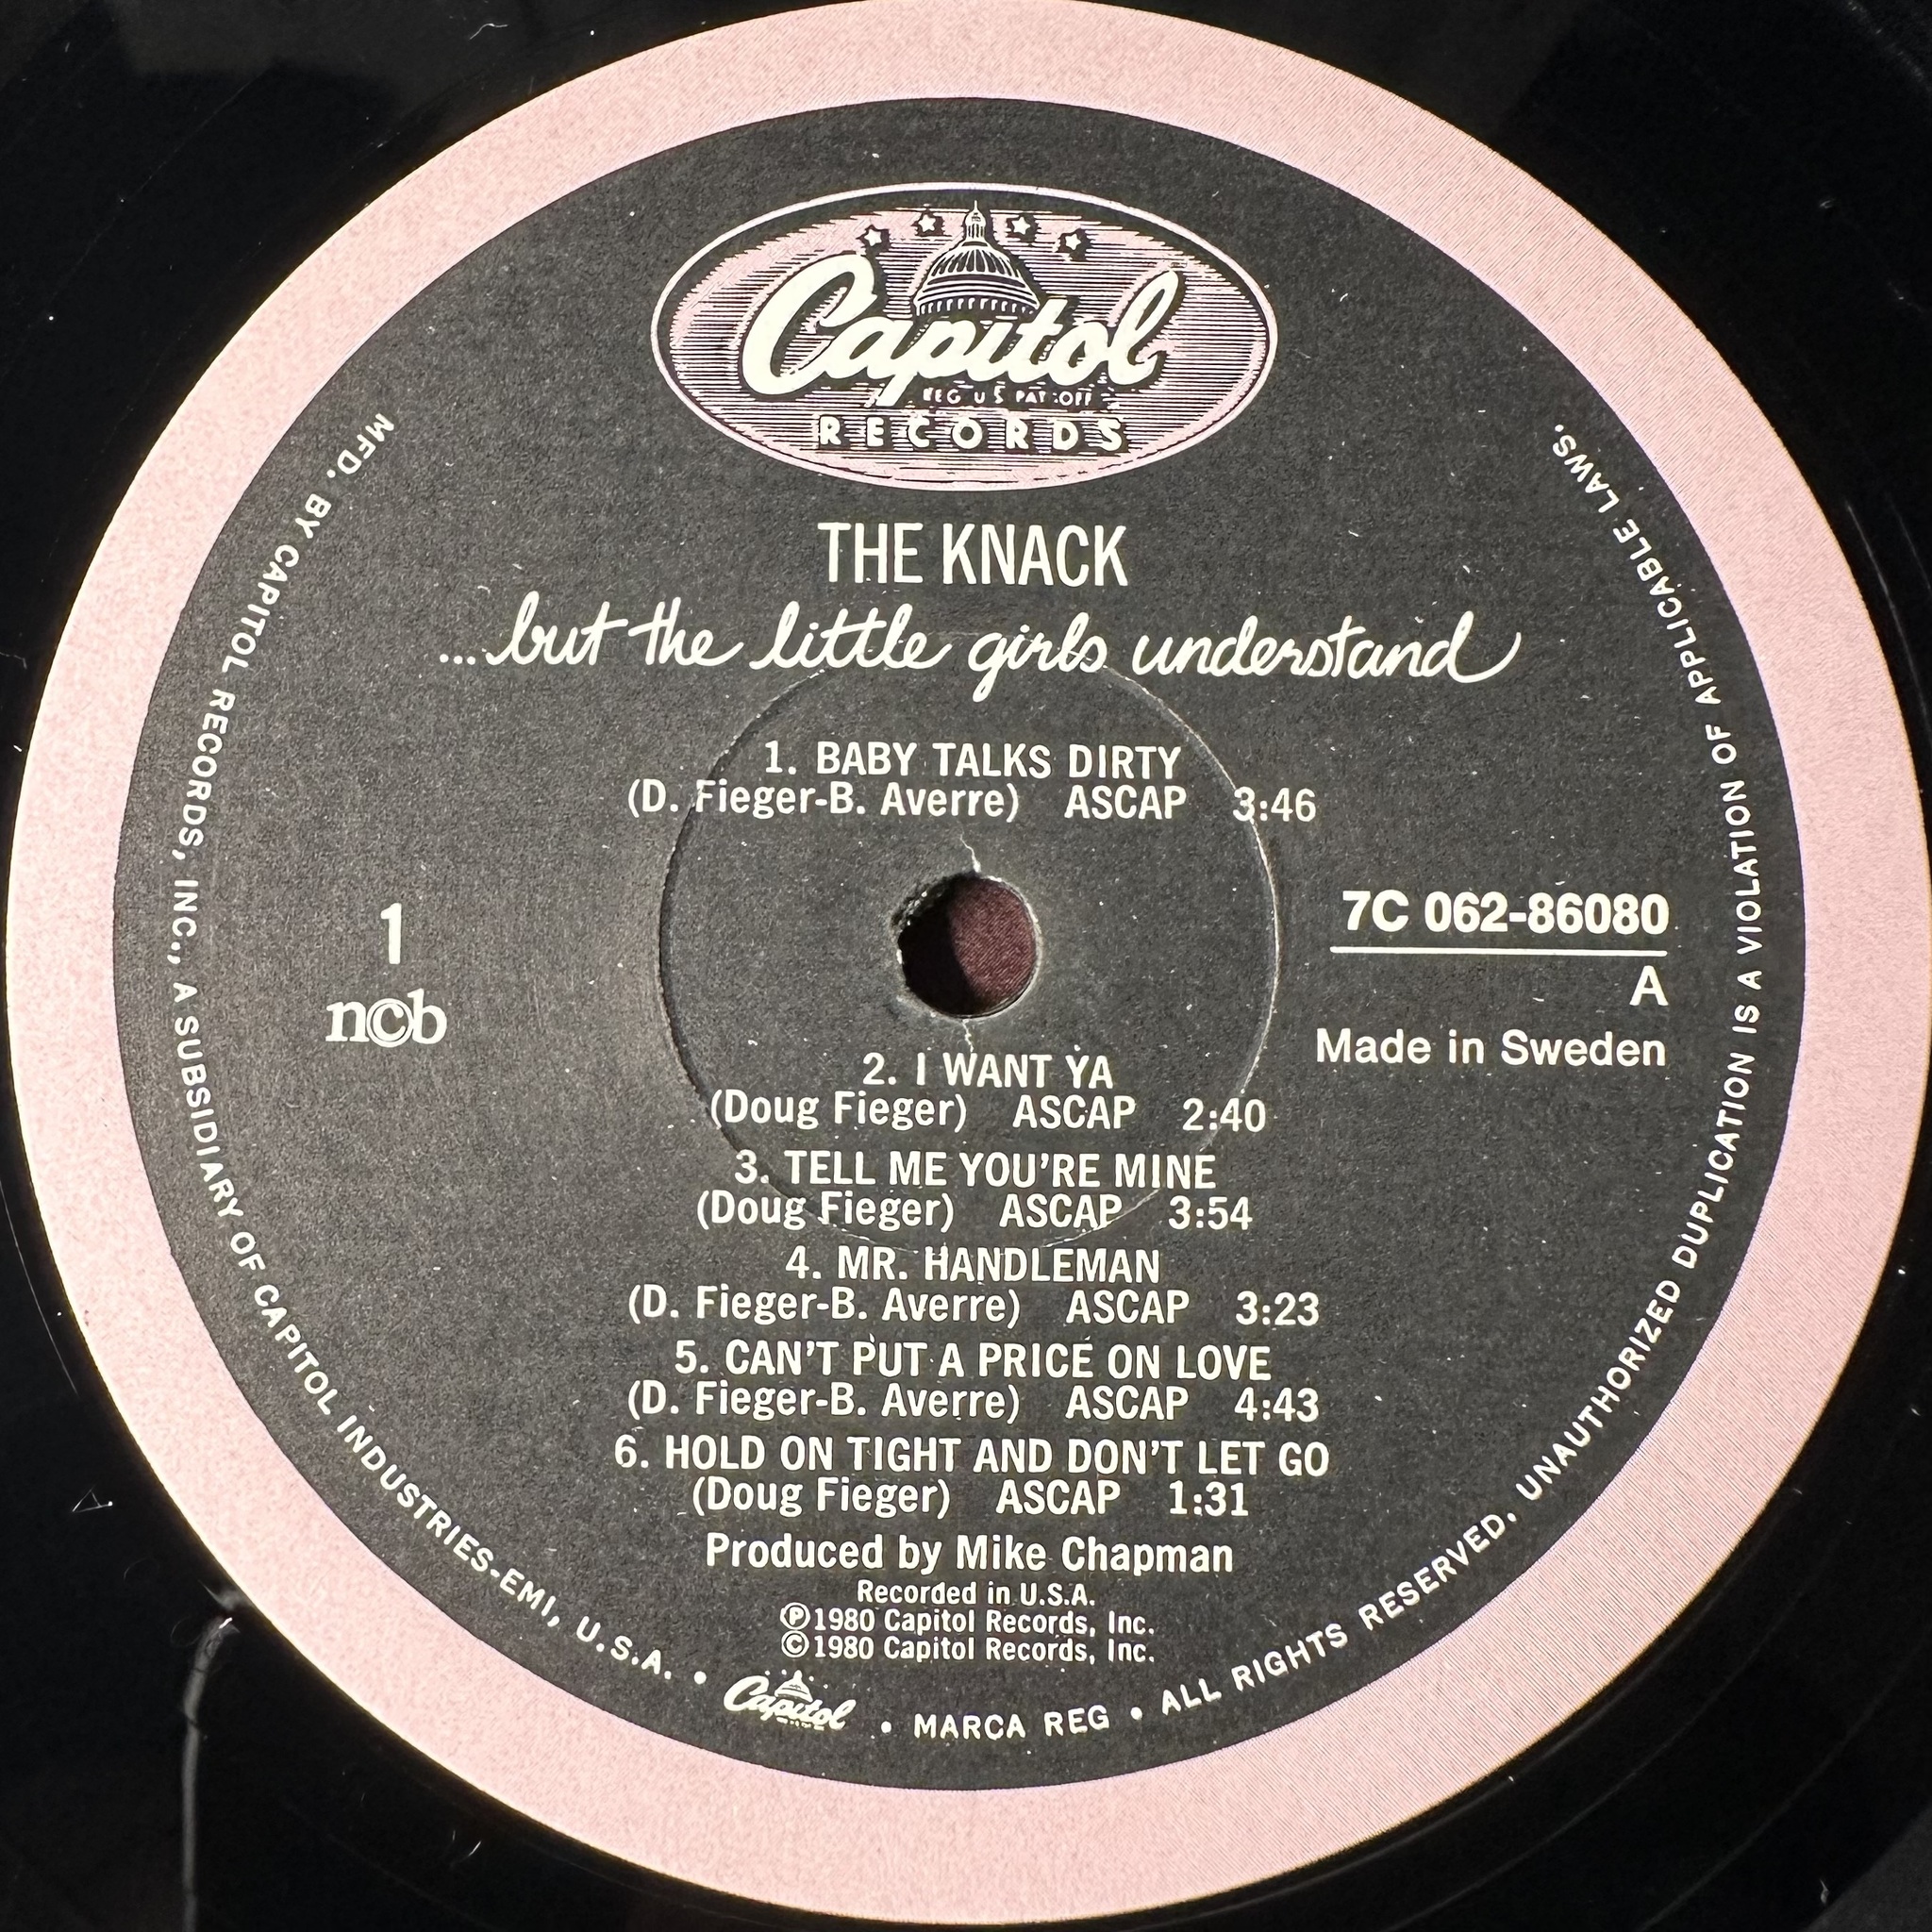 Capitol
REG U S PAT OFF
RECORDS
THE KNACK
...but the little girls understand
1. BABY TALKS DIRTY
(D. Fieger-B. Averre) ASCAP 3:46
1
n©b
7C 062-86080
A
Made in Sweden
2. I WANT YA
(Doug Fieger) ASCAP 2:40
3. TELL ME YOU'RE MINE
(Doug Fieger) ASCAP 3:54
4. MR. HANDLEMAN
(D. Fieger-B. Averre) ASCAP 3:23
5. CAN'T PUT A PRICE ON LOVE
(D. Fieger-B. Averre) ASCAP 4:43
6. HOLD ON TIGHT AND DON'T LET GO
(Doug Fieger) ASCAP 1:31
Produced by Mike Chapman
Recorded in U.S.A.
℗1980 Capitol Records, Inc.
©1980 Capitol Records, Inc.
MFD. BY CAPITOL RECORDS, INC., A SUBSIDIARY OF CAPITOL INDUSTRIES-EMI, U.S.A. • Capitol • MARCA REG • ALL RIGHTS RESERVED. UNAUTHORIZED DUPLICATION IS A VIOLATION OF APPLICABLE LAWS.